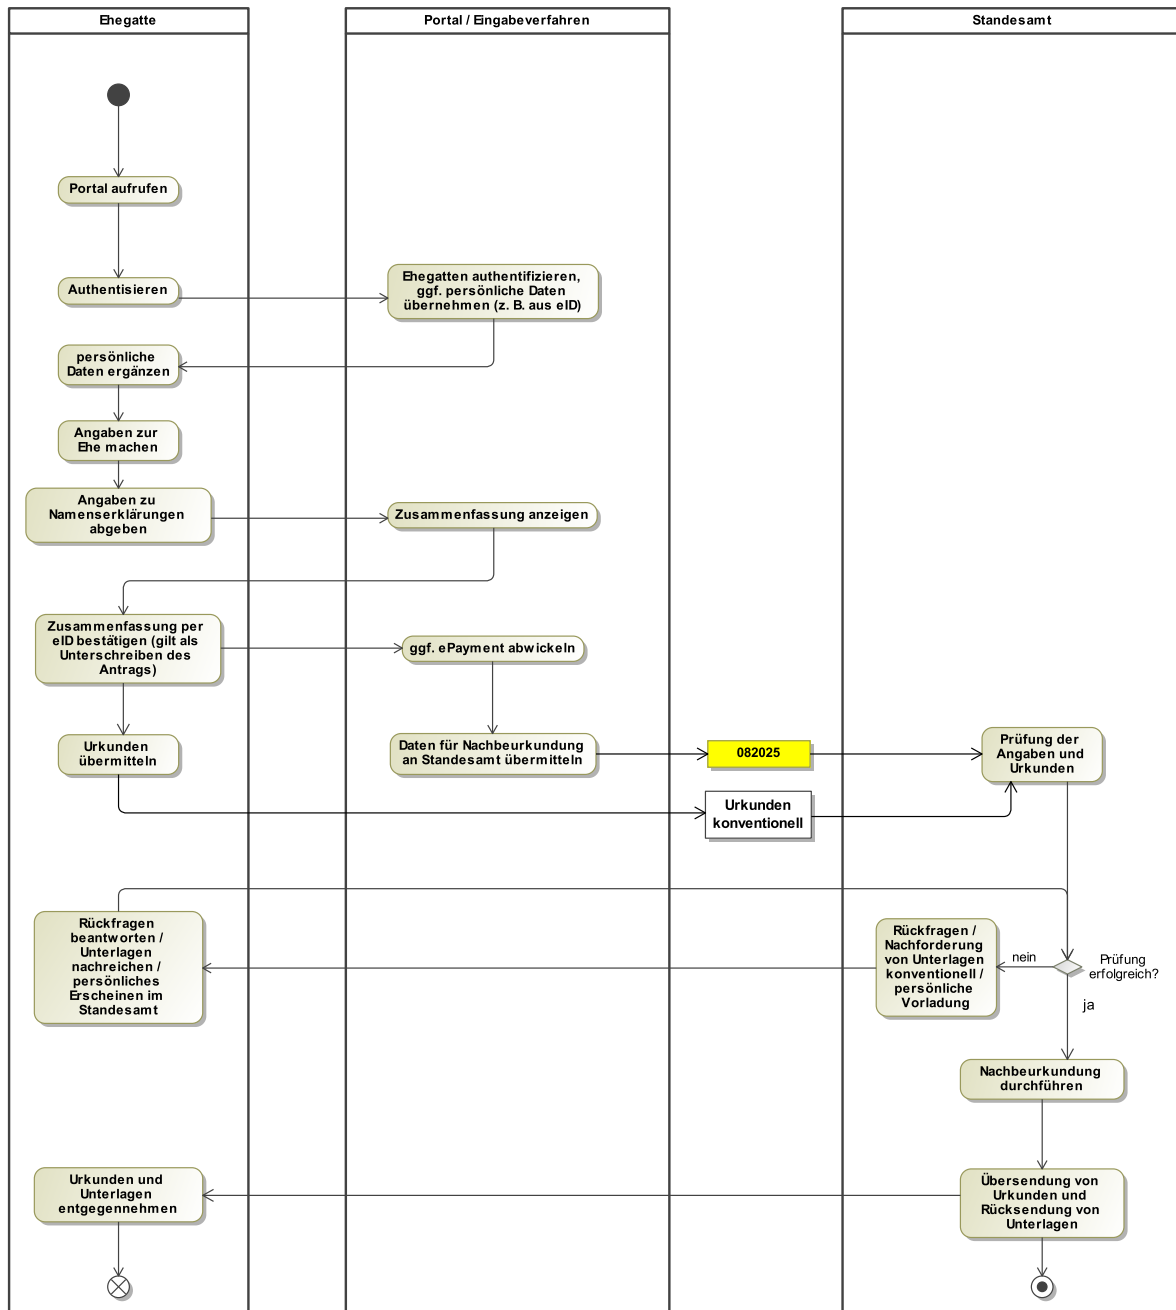 Ehegatte
Portal / Eingabeverfahren
Standesamt
Portal aufrufen
Authentisieren
Ehegatten authentifizieren,
ggf. persönliche Daten
übernehmen (z. B. aus eID)
persönliche
Daten ergänzen
Angaben zur
Ehe machen
Angaben zu
Namenserklärungen
abgeben
Zusammenfassung anzeigen
Zusammenfassung per
eID bestätigen (gilt als
Unterschreiben des
Antrags)
ggf. ePayment abwickeln
Urkunden
übermitteln
Daten für Nachbeurkundung
an Standesamt übermitteln
082025
Prüfung der
Angaben und
Urkunden
Urkunden
konventionell
Rückfragen
beantworten /
Unterlagen
nachreichen /
persönliches
Erscheinen im
Standesamt
Rückfragen /
Nachforderung
von Unterlagen
konventionell /
persönliche
Vorladung
nein
Prüfung
erfolgreich?
ja
Nachbeurkundung
durchführen
Urkunden und
Unterlagen
entgegennehmen
Übersendung von
Urkunden und
Rücksendung von
Unterlagen